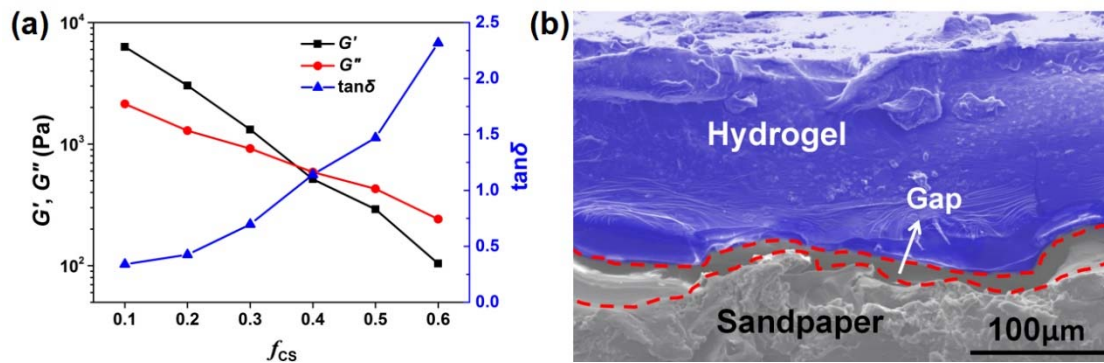 (a)
G', G" (Pa)
10⁴
10³
10²
G'
G"
tanδ
2.5
2.0
1.5
1.0
0.5
0.0
tanδ
0.1 0.2 0.3 0.4 0.5 0.6
fCS
(b)
Hydrogel
Gap
Sandpaper
100μm